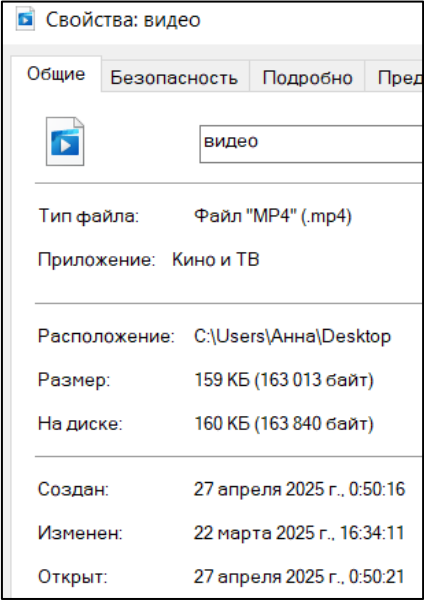 Свойства: видео
Общие Безопасность Подробно Пред
видео
Тип файла: Файл "MP4" (.mp4)
Приложение: Кино и ТВ
Расположение: C:\Users\Анна\Desktop
Размер: 159 КБ (163 013 байт)
На диске: 160 КБ (163 840 байт)
Создан: 27 апреля 2025 г., 0:50:16
Изменен: 22 марта 2025 г., 16:34:11
Открыт: 27 апреля 2025 г., 0:50:21